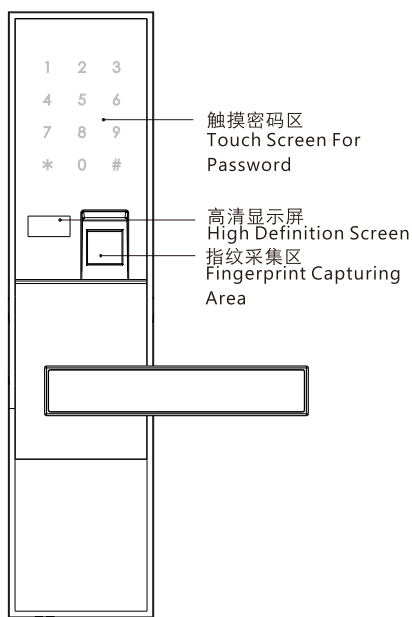 1 2 3
4 5 6
7 8 9
* 0 #
触摸密码区
Touch Screen For
Password
高清显示屏
High Definition Screen
指纹采集区
Fingerprint Capturing
Area